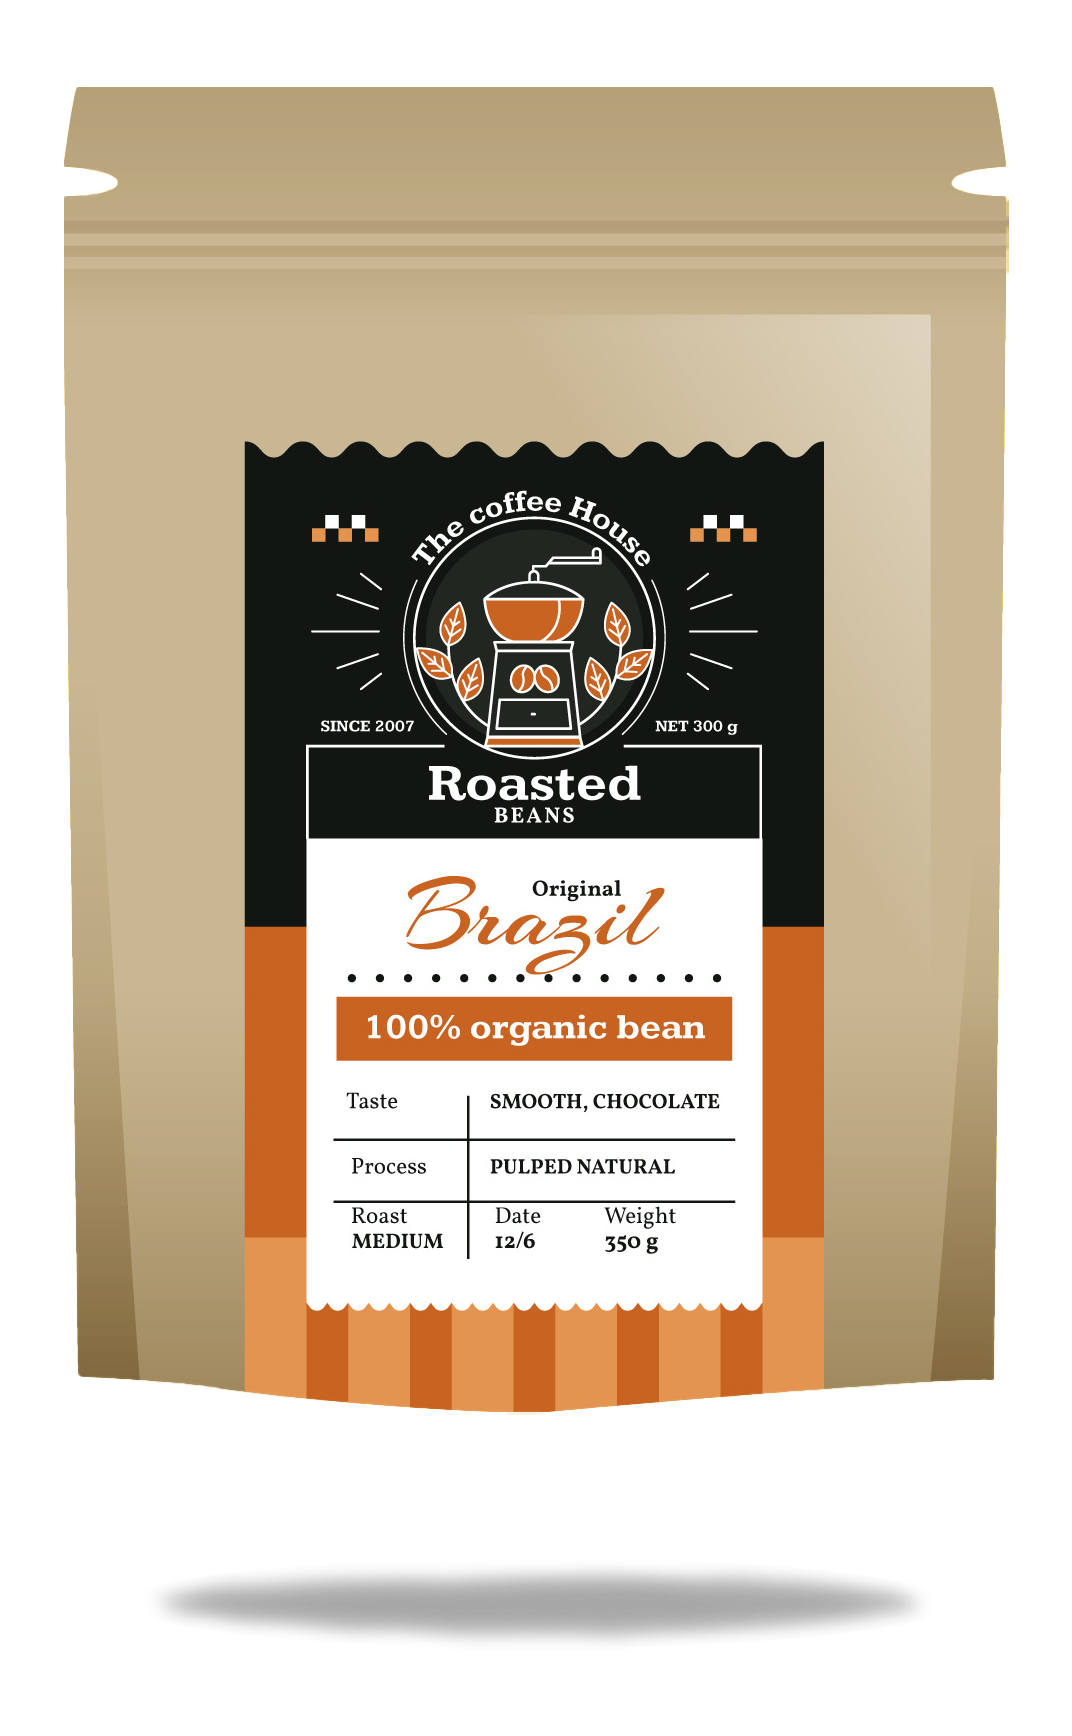 The coffee House
SINCE 2007
NET 300 g
Roasted
BEANS
Original
Brazil
100% organic bean
Taste SMOOTH, CHOCOLATE
Process PULPED NATURAL
Roast Date Weight
MEDIUM 12/6 350 g